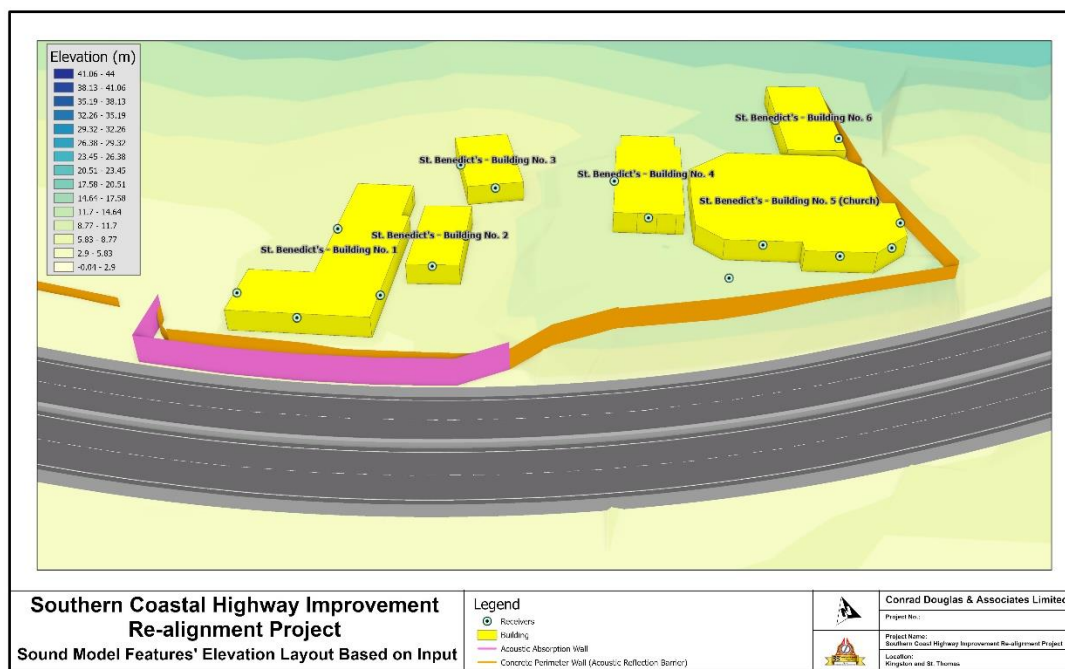 Elevation (m)
41.06 - 44
38.13 - 41.06
35.19 - 38.13
32.26 - 35.19
29.32 - 32.26
26.38 - 29.32
23.45 - 26.38
20.51 - 23.45
17.58 - 20.51
14.64 - 17.58
11.7 - 14.64
8.77 - 11.7
5.83 - 8.77
2.9 - 5.83
-0.04 - 2.9
St. Benedict's - Building No. 6
St. Benedict's - Building No. 3
St. Benedict's - Building No. 4
St. Benedict's - Building No. 5 (Church)
St. Benedict's - Building No. 2
St. Benedict's - Building No. 1
Southern Coastal Highway Improvement
Re-alignment Project
Sound Model Features' Elevation Layout Based on Input
Legend
Receivers
Building
Acoustic Absorption Wall
Concrete Perimeter Wall (Acoustic Reflection Barrier)
Conrad Douglas & Associates Limited
Project No.:
Project Name:
Southern Coast Highway Improvement Re-alignment Project
Location:
Kingston and St. Thomas